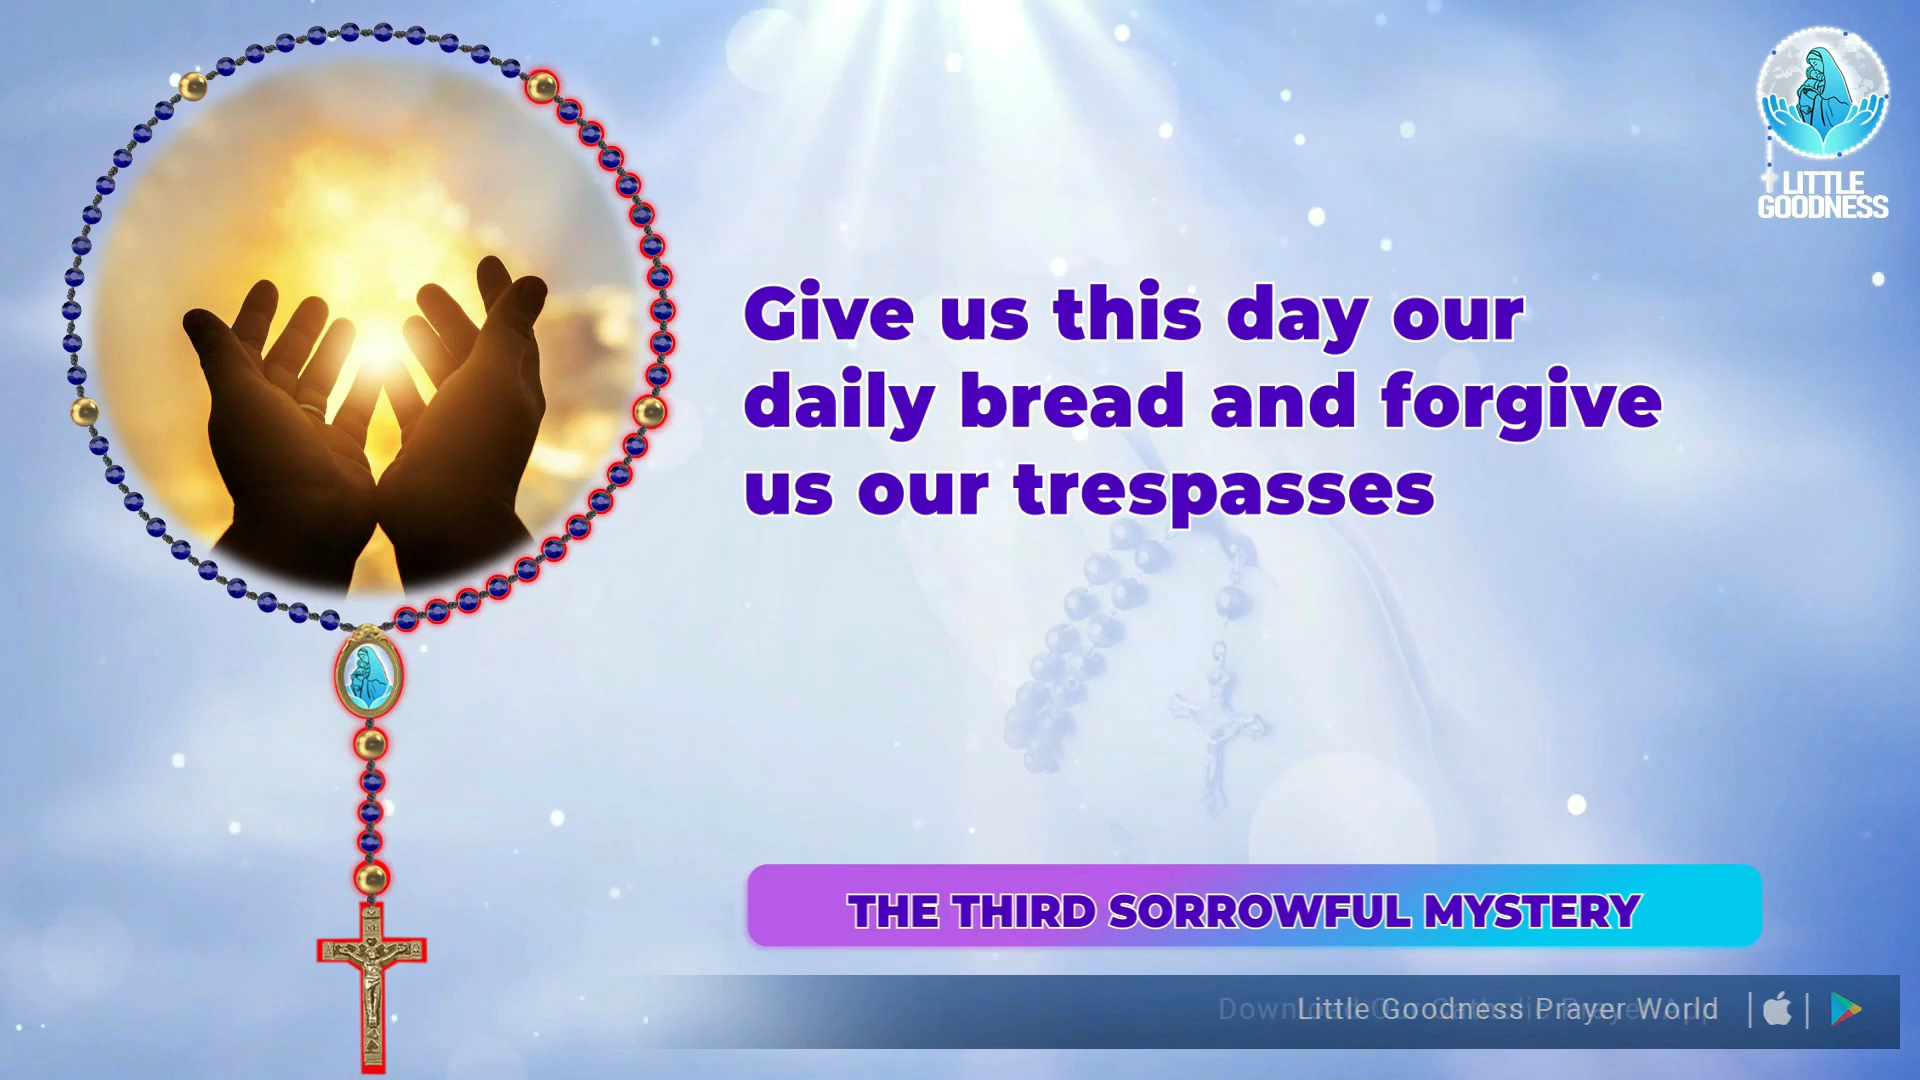 LITTLE
GOODNESS
Give us this day our
daily bread and forgive
us our trespasses
INRI
THE THIRD SORROWFUL MYSTERY
Little Goodness Prayer World